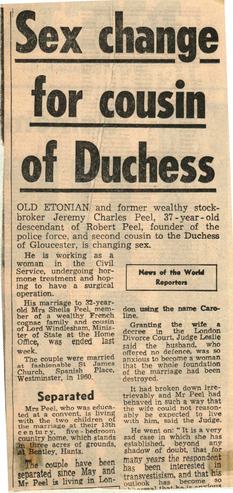 Sex change
for cousin
of Duchess
OLD ETONIAN and former wealthy stock-
broker Jeremy Charles Peel, 37-year-old
descendant of Robert Peel, founder of the
police force, and second cousin to the Duchess
of Gloucester, is changing sex.
He is working as a
woman in the Civil
Service, undergoing hor-
mone treatment and hop-
ing to have a surgical
operation.
His marriage to 32-year-
old Mrs Sheila Peel, mem-
ber of a wealthy French
cognac family and cousin
of Lord Windlesham, Minis-
ter of State at the Home
Office, was ended last
week.
The couple were married
at fashionable St James'
Church, Spanish Place,
Westminster, in 1960.
Separated
Mrs Peel, who was educa-
ted at a convent, is living
with the two children of
the marriage at their 13th
century, five-bedroom
country home, which stands
in three acres of grounds,
at Bentley, Hants.
The couple have been
separated since May and
Mr Peel is living in Lon-
News of the World
Reporters
don using the name Caro-
line.
Granting the wife a
decree in the London
Divorce Court, Judge Leslie
said the husband, who
offered no defence, was so
anxious to become a woman
that the whole foundation
of the marriage had been
destroyed.
It had broken down irre-
trievably and Mr Peel had
behaved in such a way that
the wife could not reason-
ably be expected to live
with him, said the Judge.
He went on: "It is a very
sad case in which she has
established, beyond any
shadow of doubt, that for
many years the respondent
has been interested in
transvestism, and that his
outlook has become so